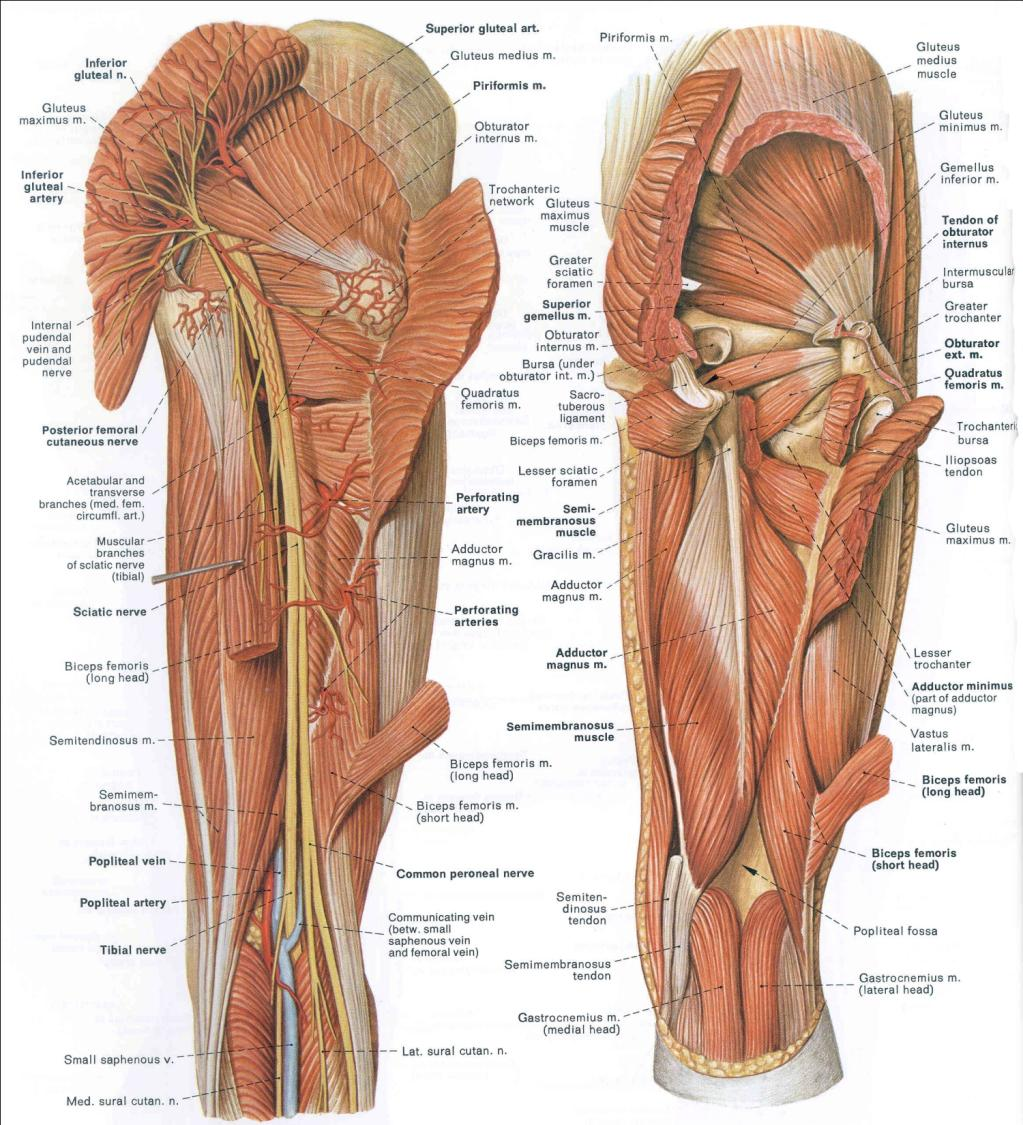 Superior gluteal art.
Gluteus medius m.
Piriformis m.
Obturator
internus m.
Trochanteric
network
Inferior
gluteal n.
Gluteus
maximus m.
Inferior
gluteal
artery
Internal
pudendal
vein and
pudendal
nerve
Posterior femoral
cutaneous nerve
Acetabular and
transverse
branches (med. fem.
circumfl. art.)
Muscular
branches
of sclatic nerve
(tibial)
Sciatic nerve
Biceps femoris
(long head)
Semitendinosus m.
Semimem-
branosus m.
Popliteal vein
Popliteal artery
Tibial nerve
Small saphenous v.
Med. sural cutan. n.
Quadratus
femoris m.
Perforating
artery
Adductor
magnus m.
Perforating
arteries
Biceps femoris m.
(long head)
Biceps femoris m.
(short head)
Common peroneal nerve
Communicating vein
(betw. small
saphenous vein
and femoral vein)
Lat. sural cutan. n.
Piriformis m.
Gluteus
maximus
muscle
Greater
sciatic
foramen
Superior
gemellus m.
Obturator
internus m.
Bursa (under
obturator int. m.)
Sacro-
tuberous
ligament
Biceps femoris m.
Lesser sciatic
foramen
Semi-
membranosus
muscle
Gracilis m.
Adductor
magnus m.
Adductor
magnus m.
Semimembranosus
muscle
Semiten-
dinosus
tendon
Semimembranosus
tendon
Gastrocnemius m.
(medial head)
Gluteus
medius
muscle
Gluteus
minimus m.
Gemellus
inferior m.
Tendon of
obturator
internus
Intermuscular
bursa
Greater
trochanter
Obturator
ext. m.
Quadratus
femoris m.
Trochanteri
bursa
Iliopsoas
tendon
Gluteus
maximus m.
Lesser
trochanter
Adductor minimus
(part of adductor
magnus)
Vastus
lateralis m.
Biceps femoris
(long head)
Biceps femoris
(short head)
Popliteal fossa
Gastrocnemius m.
(lateral head)